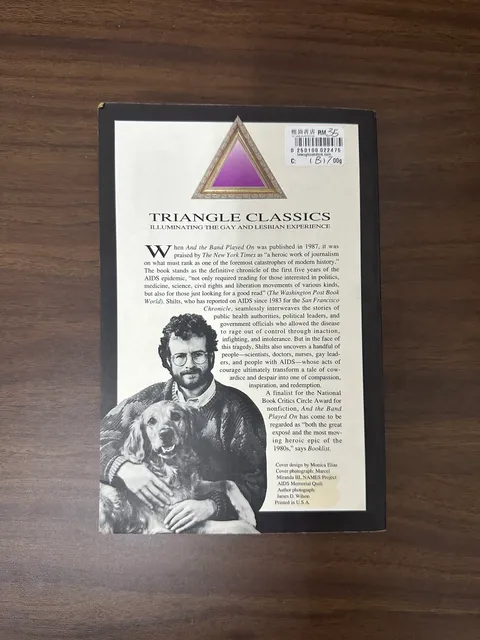 RM 35
0 250100 022475
C:
TRIANGLE CLASSICS
ILLUMINATING THE GAY AND LESBIAN EXPERIENCE
When And the Band Played On was published in 1987, it was
praised by The New York Times as “a heroic work of journalism
on what must rank as one of the foremost catastrophes of modern history.”
The book stands as the definitive chronicle of the first five years of the
AIDS epidemic, “not only required reading for those interested in politics,
medicine, science, civil rights and liberation movements of various kinds,
but also for those just looking for a good read” (The Washington Post Book
World). Shilts, who has reported on AIDS since 1983 for the San Francisco
Chronicle, seamlessly interweaves the stories of
public health authorities, political leaders, and
government officials who allowed the disease
to rage out of control through inaction,
infighting, and intolerance. But in the face of
this tragedy, Shilts also uncovers a handful of
people—scientists, doctors, nurses, gay lead-
ers, and people with AIDS—whose acts of
courage ultimately transform a tale of cow-
ardice and despair into one of compassion,
inspiration, and redemption.
A finalist for the National
Book Critics Circle Award for
nonfiction, And the Band
Played On has come to be
regarded as “both the great
exposé and the most mov-
ing heroic epic of the
1980s,” says Booklist.
Cover design by Monica Elias
Cover photograph: Marcel
Miranda III, NAMES Project
AIDS Memorial Quilt
Author photograph:
James D. Wilson
Printed in U.S.A.